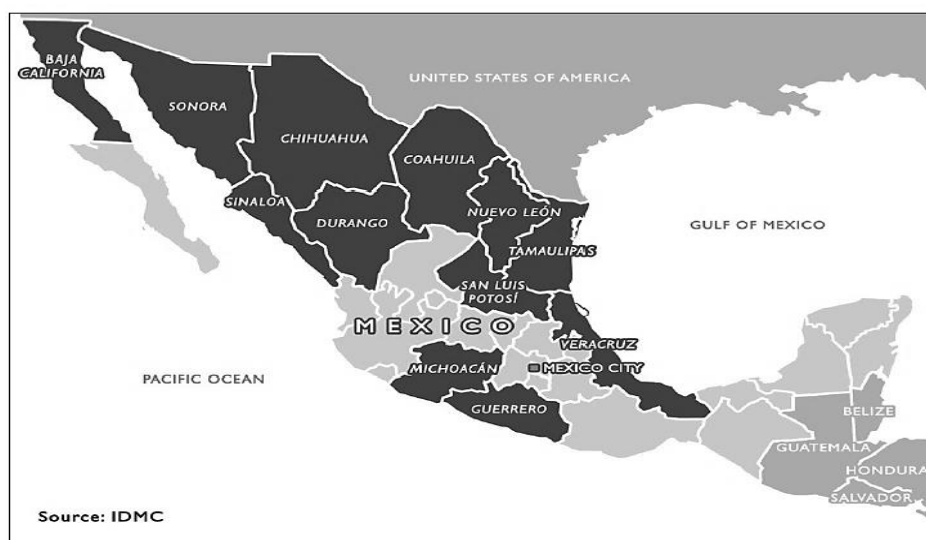 BAJA
CALIFORNIA
UNITED STATES OF AMERICA
SONORA
CHIHUAHUA
COAHUILA
SINALOA
NUEVO LEÓN
DURANGO
GULF OF MEXICO
TAMAULIPAS
SAN LUIS
POTOSÍ
MEXICO
VERACRUZ
MICHOACÁN
MEXICO CITY
PACIFIC OCEAN
GUERRERO
BELIZE
GUATEMALA
HONDURA
SALVADOR
Source: IDMC